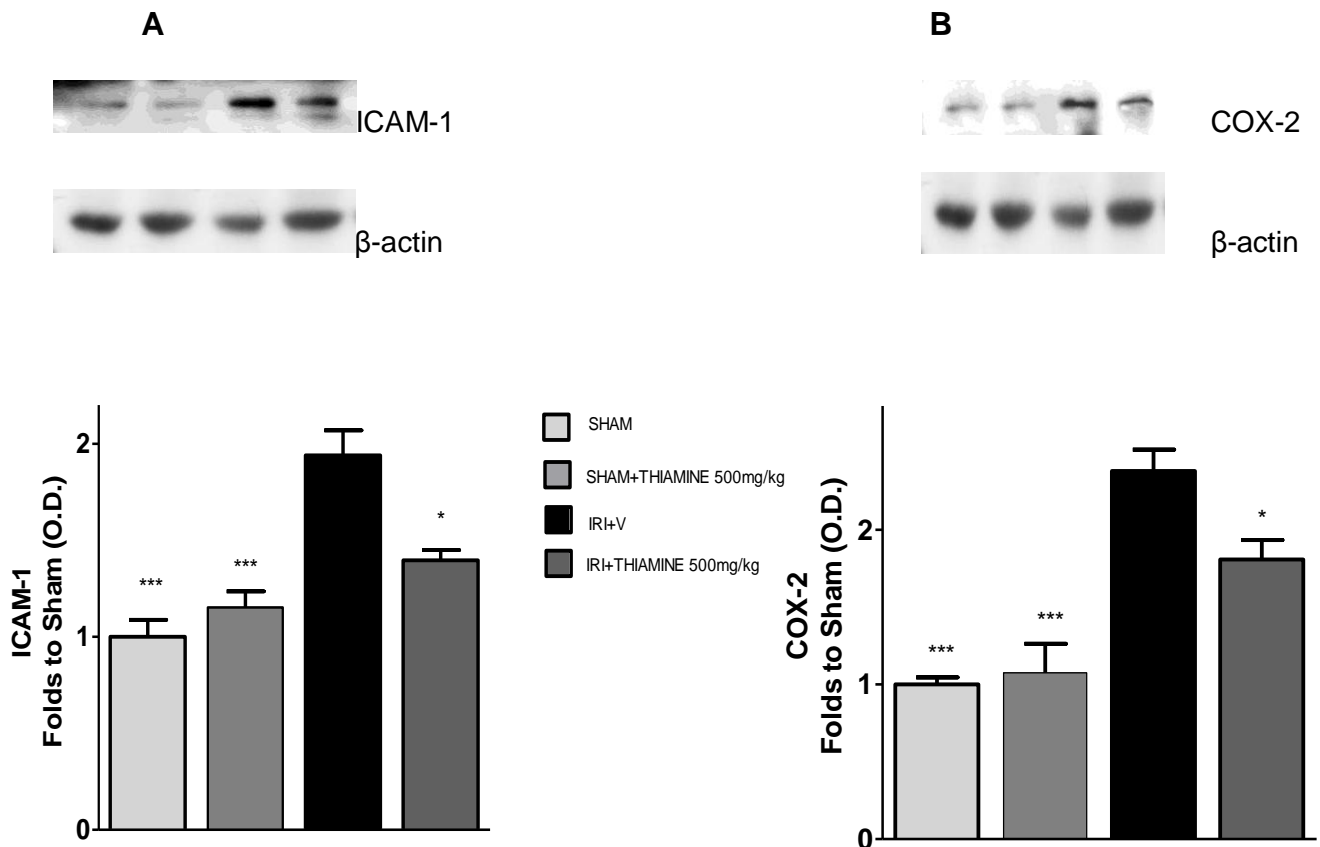 A
ICAM-1
β-actin
ICAM-1
Folds to Sham (O.D.)
2
1
0
***
***
*
SHAM
SHAM+THIAMINE 500mg/kg
IRI+V
IRI+THIAMINE 500mg/kg
B
COX-2
β-actin
COX-2
Folds to Sham (O.D.)
2
1
0
***
***
*